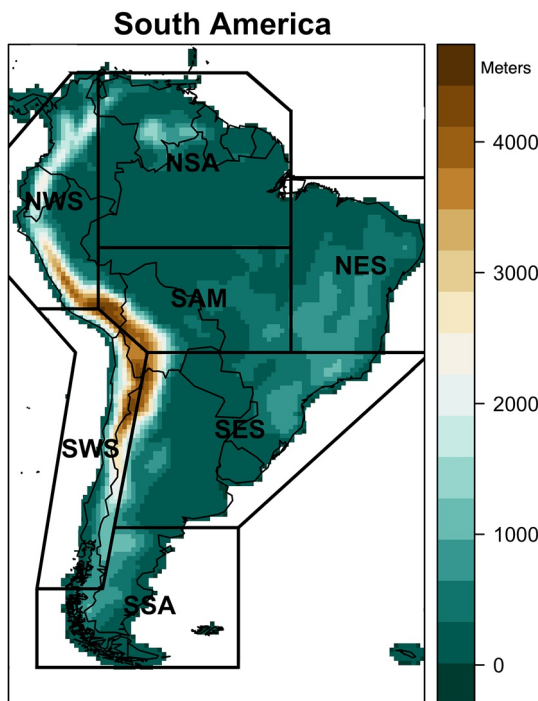 South America
Meters
4000
NSA
NWS
NES
3000
SAM
2000
SES
SWS
1000
SSA
0